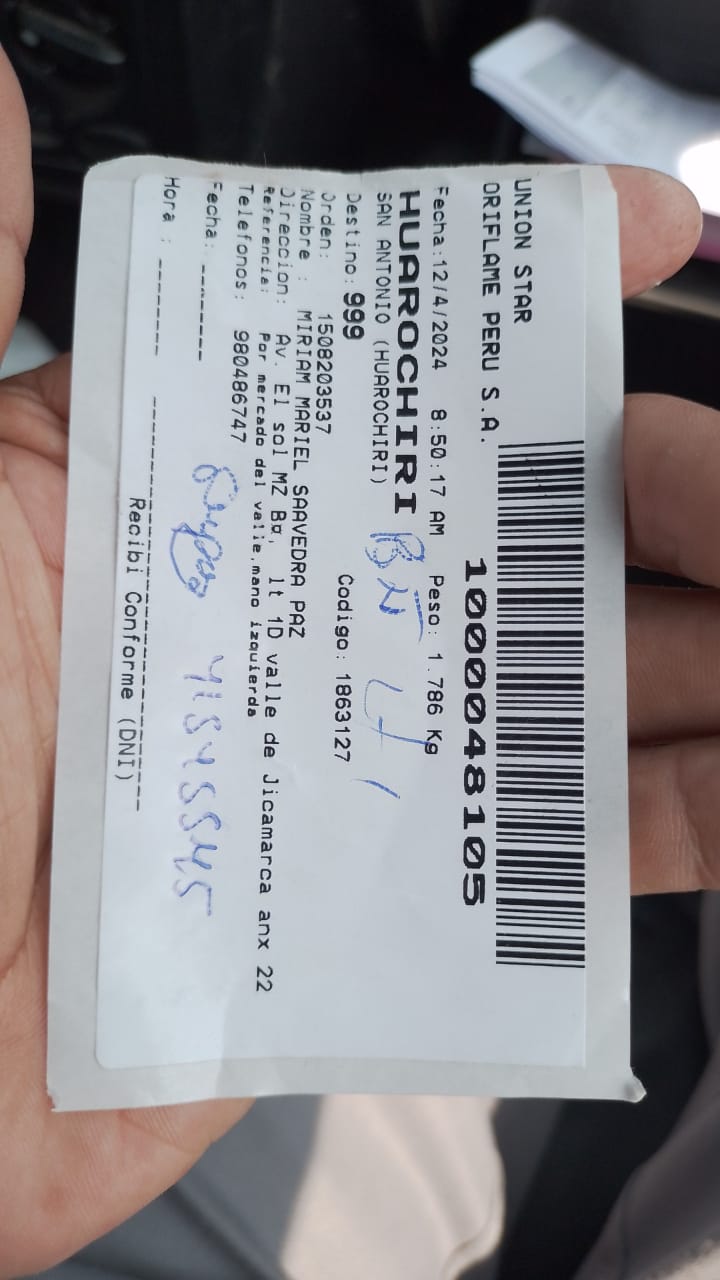 UNION STAR
ORIFLAME PERU S.A.
1000048105
Fecha:12/4/2024 8:50:17 AM Peso: 1.786 Kg
HUAROCHIRI
SAN ANTONIO (HUAROCHIRI)
Destino: 999 Codigo: 1863127
Orden: 1508203537
Nombre : MIRIAM MARIEL SAAVEDRA PAZ
Direccion: Av. El sol MZ Bø, lt 1D valle de Jicamarca anx 22
Referencia: Por mercado del valle,mano izquierda
Telefonos: 980486747
Fecha: --------
Hora : --------
Recibi Conforme (DNI)